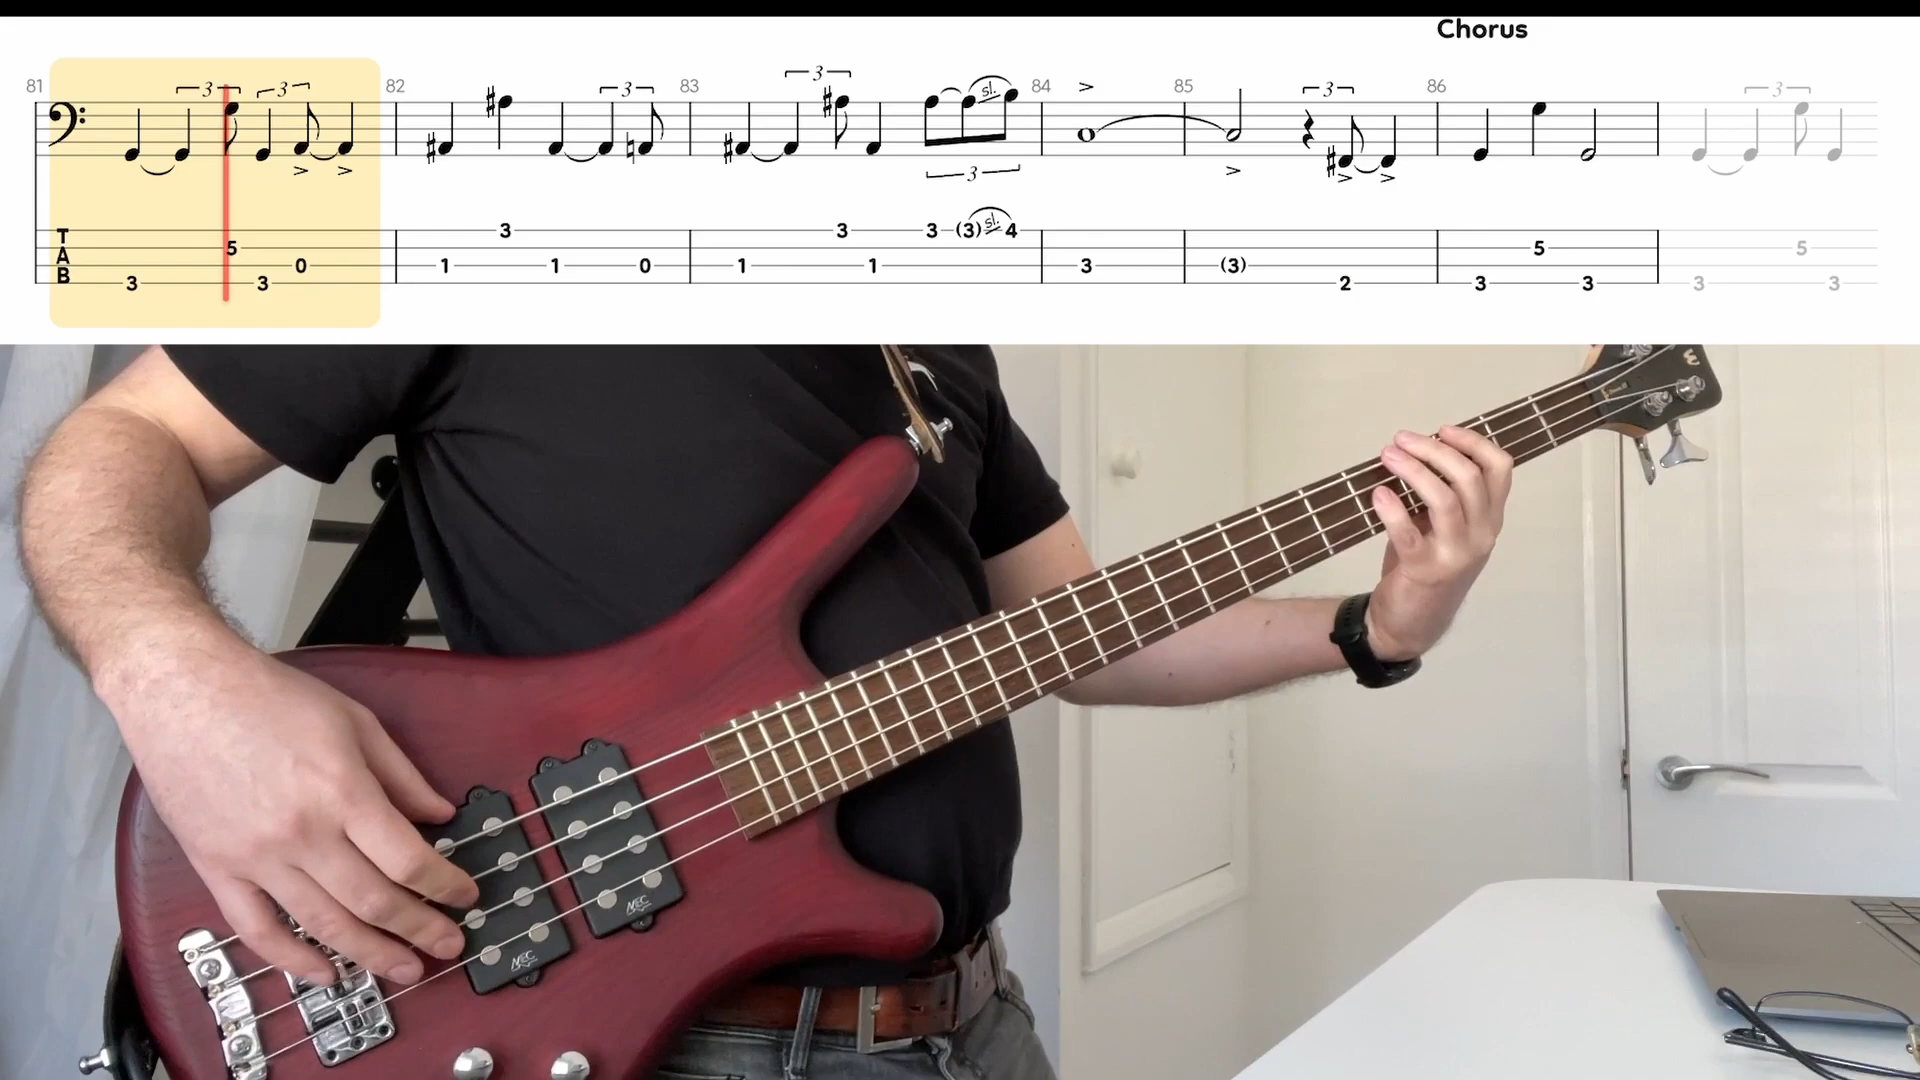 Chorus
81 3 3 82 3 83 3 sl. 3 84 85 3 86 3
T A B 3 5 3 0 1 3 1 0 1 3 1 3 (3) sl. 4 3 (3) 2 3 5 3 3 5 3
MEC
MEC